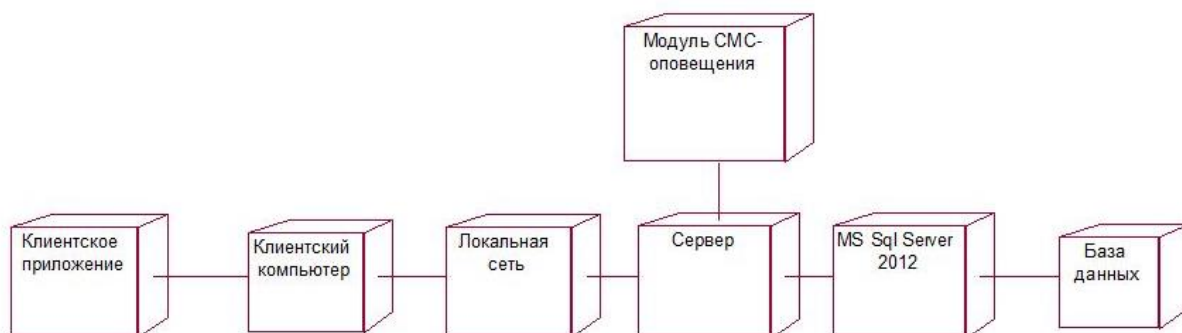 Модуль СМС-
оповещения
Клиентское
приложение
Клиентский
компьютер
Локальная
сеть
Сервер
MS Sql Server
2012
База
данных